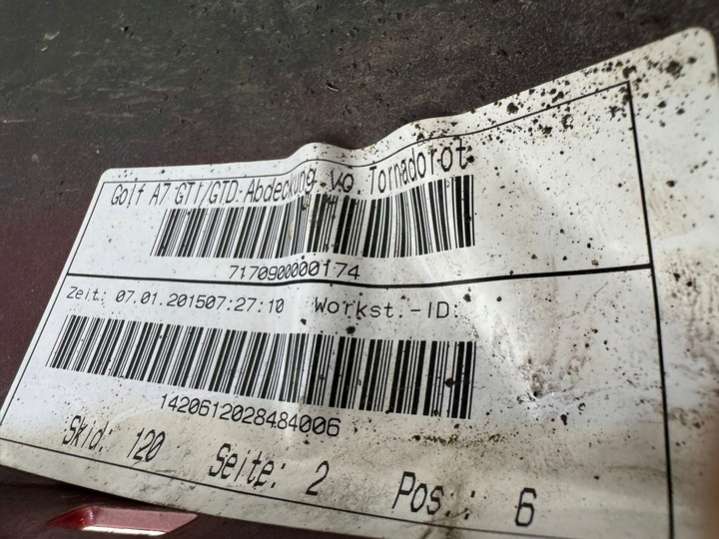 Golf A7 GTI/GTD Abdeckung vo. Tornadorot
7170900000174
Zeit: 07.01.201507:27:10 Workst.-ID:
1420612028484006
Skid: 120 Seite: 2 Pos.: 6